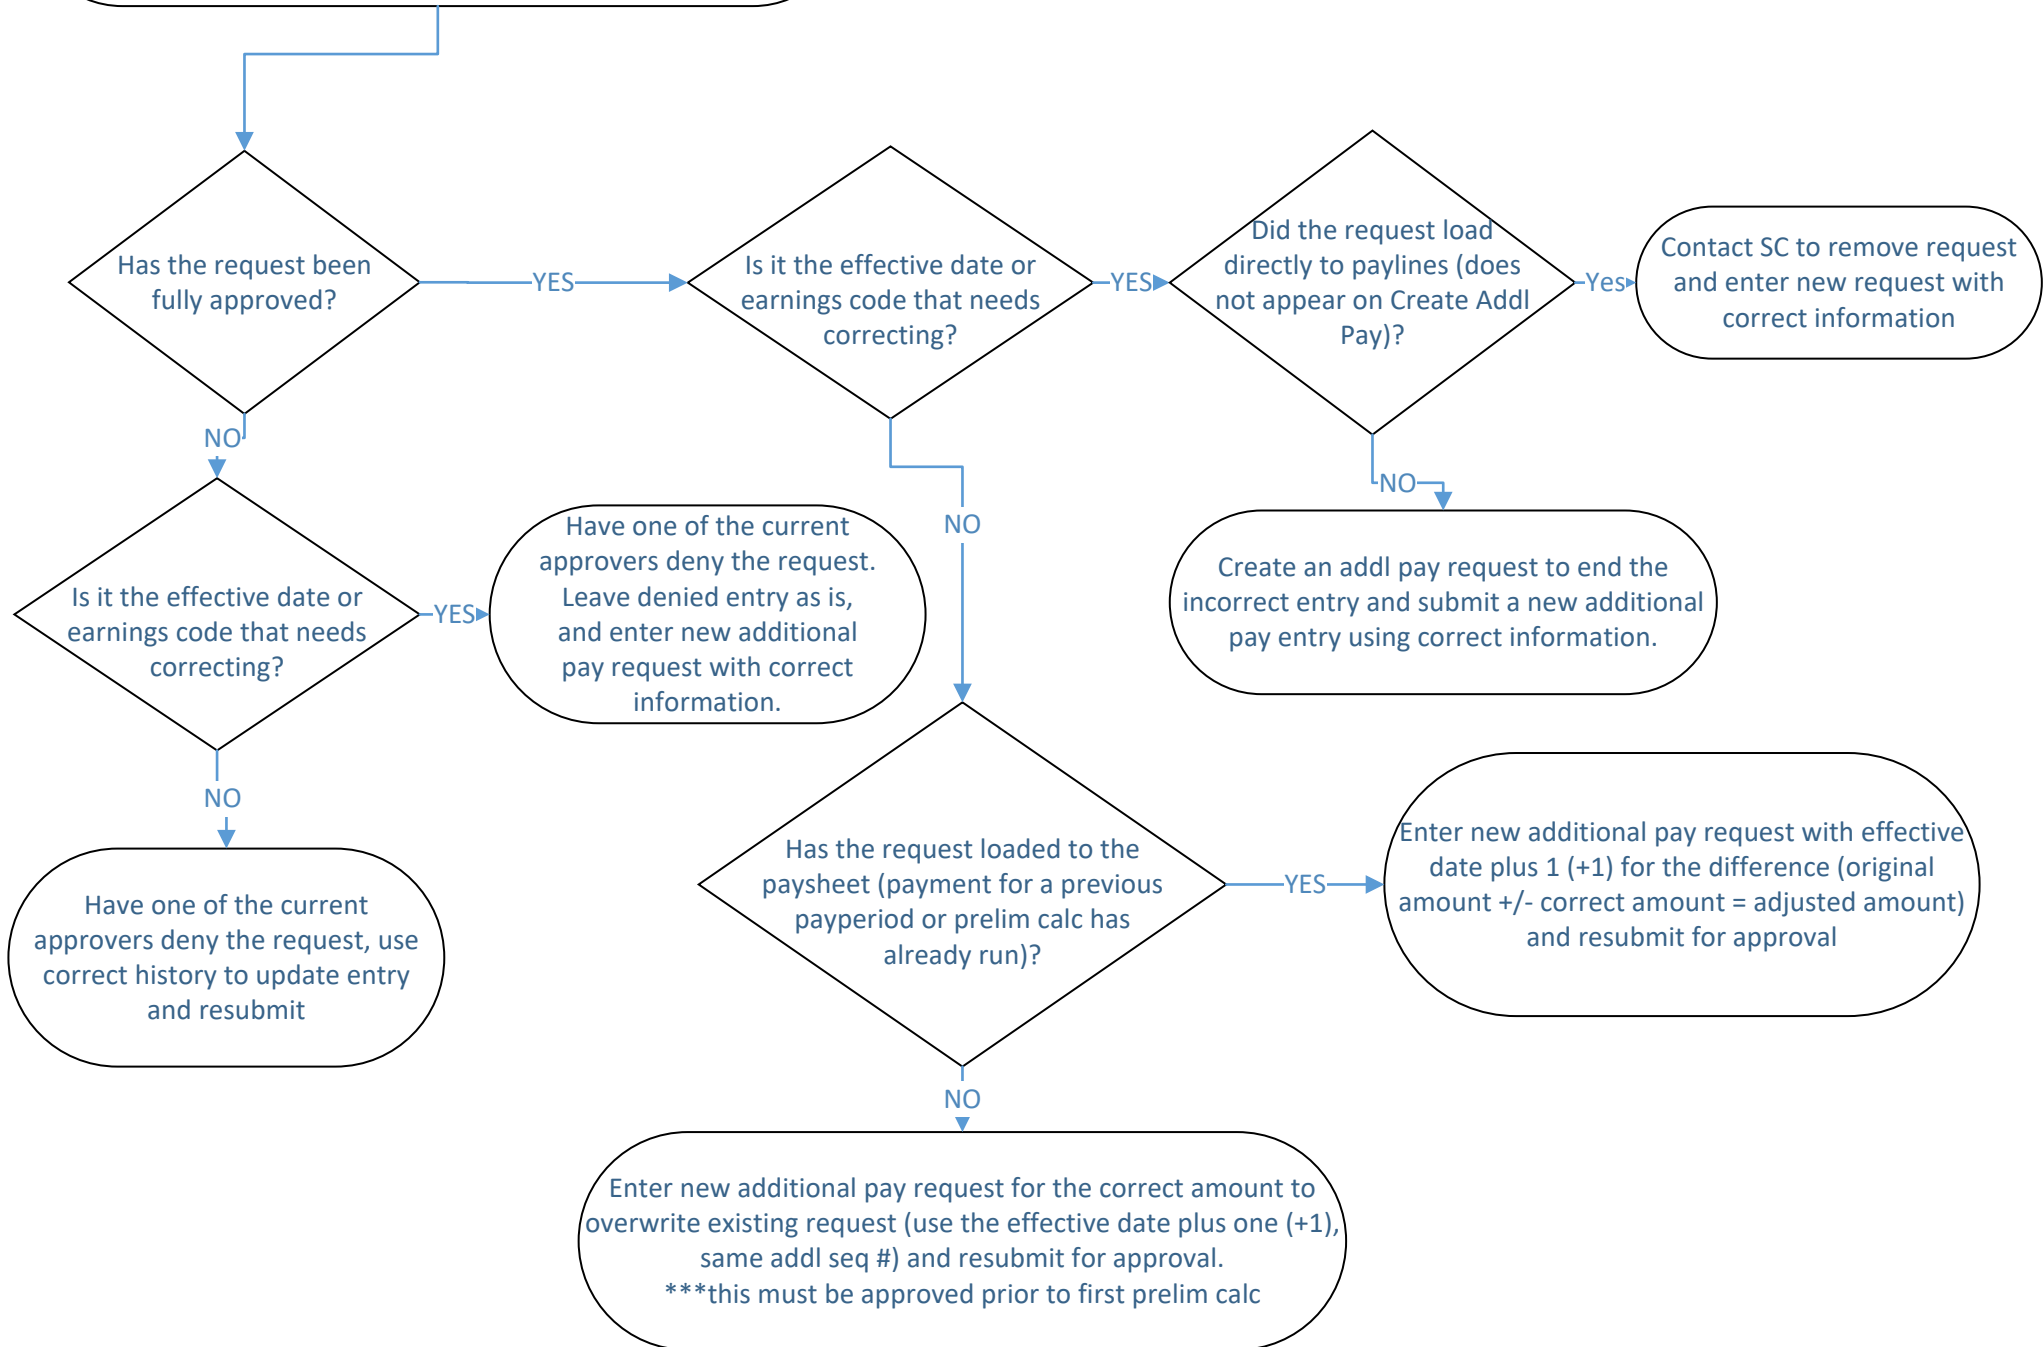 Has the request been
fully approved?
YES
Is it the effective date or
earnings code that needs
correcting?
YES
Did the request load
directly to paylines (does
not appear on Create Addl
Pay)?
Yes
Contact SC to remove request
and enter new request with
correct information
NO
Is it the effective date or
earnings code that needs
correcting?
YES
Have one of the current
approvers deny the request.
Leave denied entry as is,
and enter new additional
pay request with correct
information.
NO
NO
Create an addl pay request to end the
incorrect entry and submit a new additional
pay entry using correct information.
NO
Have one of the current
approvers deny the request, use
correct history to update entry
and resubmit
Has the request loaded to the
paysheet (payment for a previous
payperiod or prelim calc has
already run)?
YES
Enter new additional pay request with effective
date plus 1 (+1) for the difference (original
amount +/- correct amount = adjusted amount)
and resubmit for approval
NO
Enter new additional pay request for the correct amount to
overwrite existing request (use the effective date plus one (+1),
same addl seq #) and resubmit for approval.
***this must be approved prior to first prelim calc